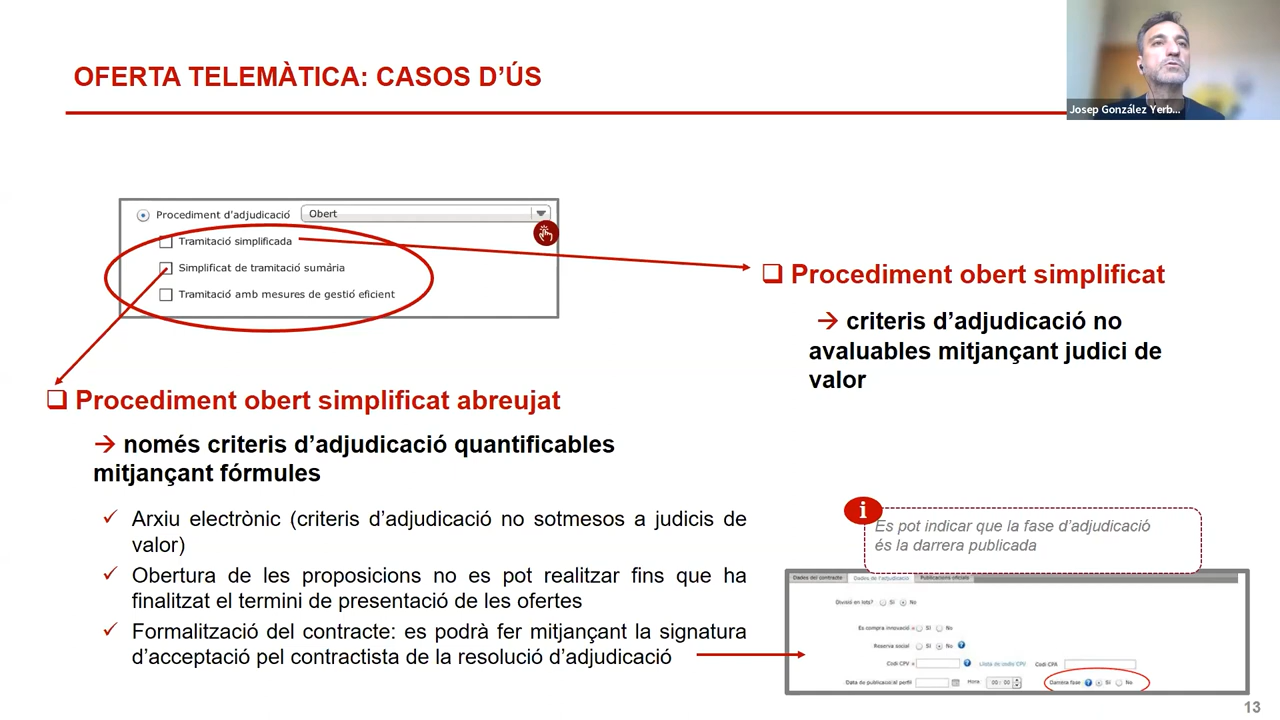 OFERTA TELEMÀTICA: CASOS D'ÚS
Josep González Yerb...
Procediment d'adjudicació Obert
Tramitació simplificada
Simplificat de tramitació sumària
Tramitació amb mesures de gestió eficient
❑ Procediment obert simplificat
→ criteris d'adjudicació no
avaluables mitjançant judici de
valor
❑ Procediment obert simplificat abreujat
→ només criteris d'adjudicació quantificables
mitjançant fórmules
✓ Arxiu electrònic (criteris d'adjudicació no sotmesos a judicis de
valor)
✓ Obertura de les proposicions no es pot realitzar fins que ha
finalitzat el termini de presentació de les ofertes
✓ Formalització del contracte: es podrà fer mitjançant la signatura
d'acceptació pel contractista de la resolució d'adjudicació
i
Es pot indicar que la fase d'adjudicació
és la darrera publicada
Dades del contracte Dades de l'adjudicació Publicacions oficials
Divisió en lots? Sí No
Es compra innovació Sí No
Reserva social Sí No ?
Codi CPV ? Llista de codis CPV Codi CPA
Data de publicació al perfil Hora 00:00 Darrera fase ? Sí No
13